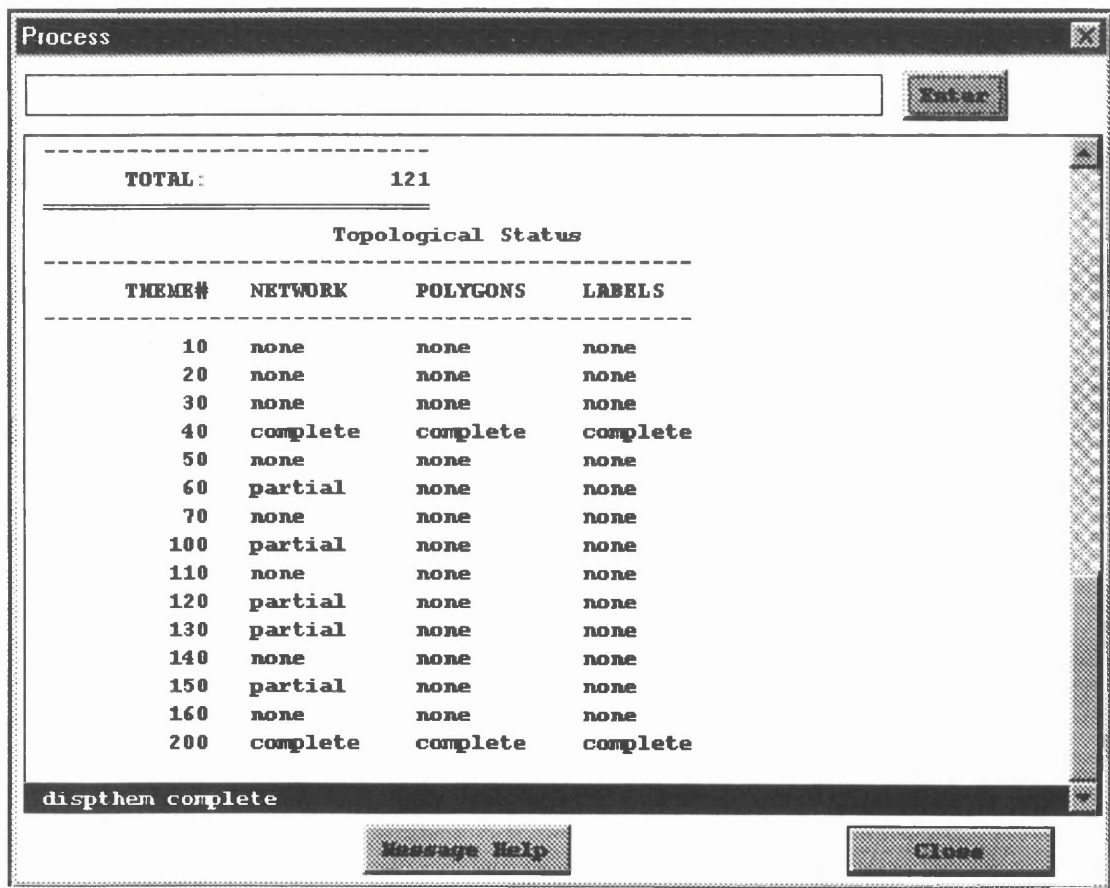 Process
Enter
TOTAL: 121
Topological Status
THEME# NETWORK POLYGONS LABELS
10 none none none
20 none none none
30 none none none
40 complete complete complete
50 none none none
60 partial none none
70 none none none
100 partial none none
110 none none none
120 partial none none
130 partial none none
140 none none none
150 partial none none
160 none none none
200 complete complete complete
dispthem complete
Message Help Close